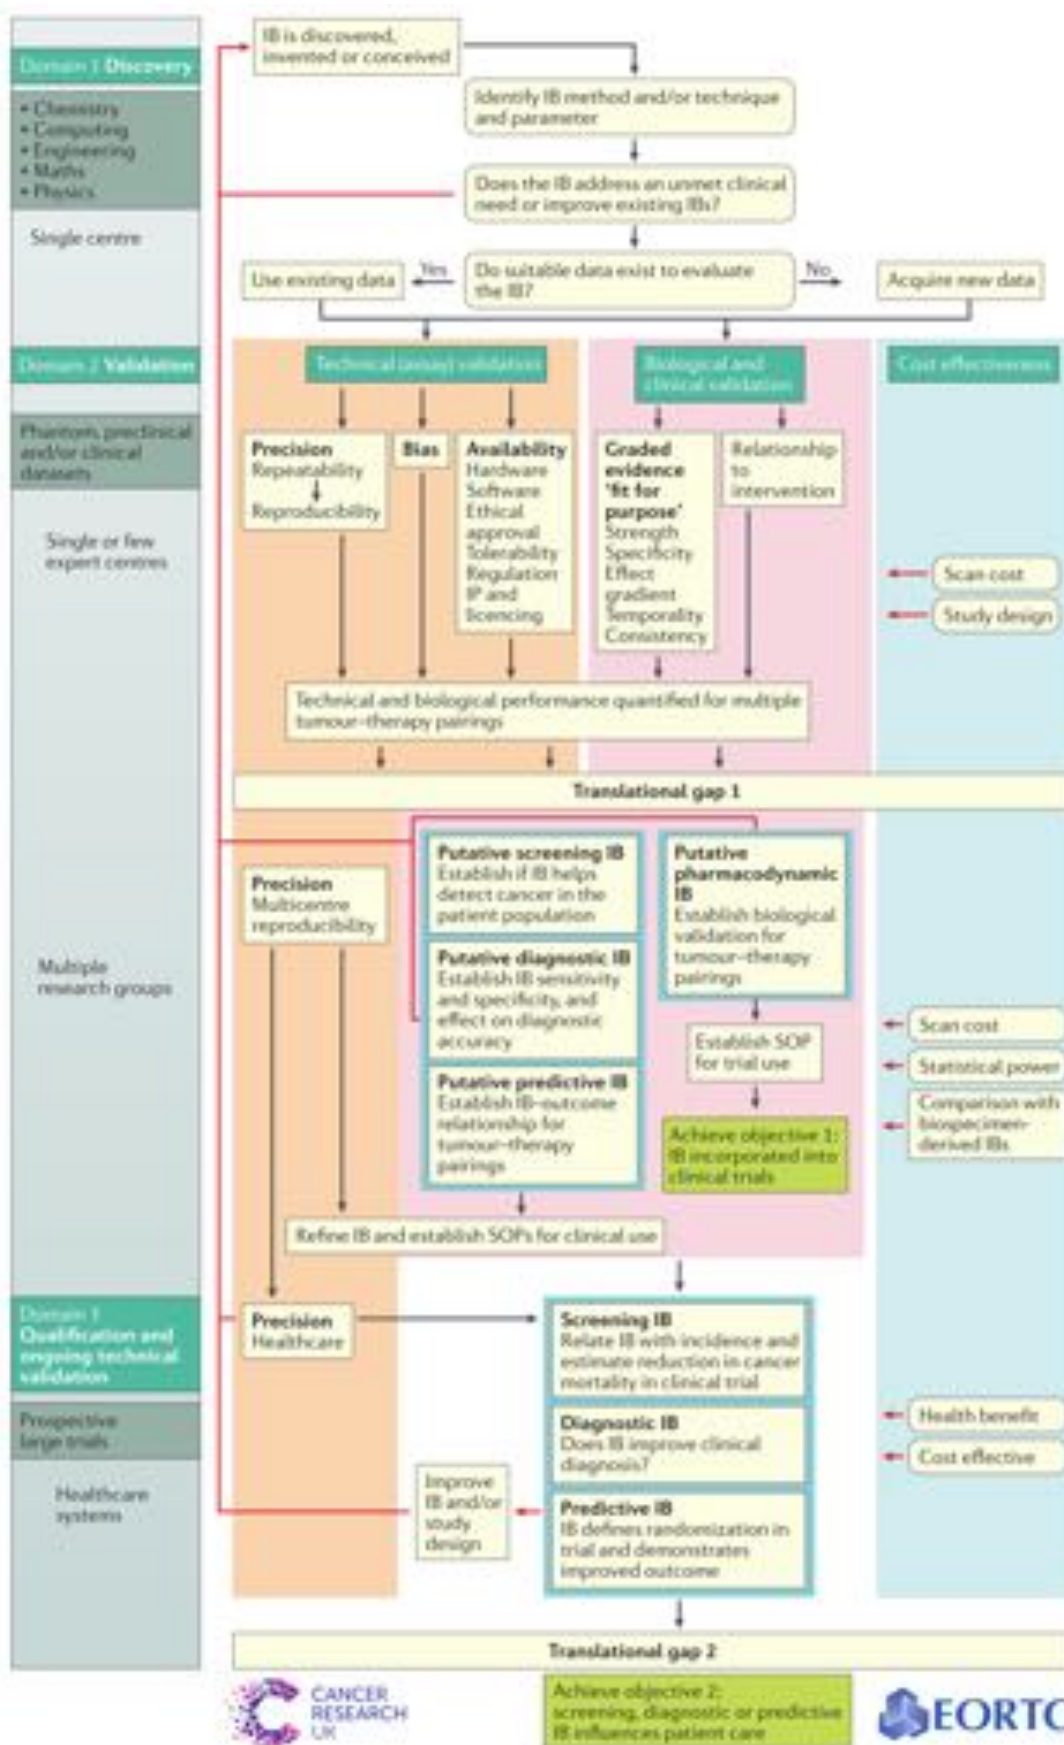 IB is discovered,
invented or conceived
Domain 1 Discovery
• Chemistry
• Computing
• Engineering
• Maths
• Physics
Single centre
Identify IB method and/or technique
and parameter
Does the IB address an unmet clinical
need or improve existing IBs?
Use existing data
Yes
Do suitable data exist to evaluate
the IB?
No
Acquire new data
Domain 2 Validation
Technical (assay) validation
Biological and
clinical validation
Cost effectiveness
Phantom, preclinical
and/or clinical
datasets
Single or few
expert centres
Precision
Repeatability
Reproducibility
Bias
Availability
Hardware
Software
Ethical
approval
Tolerability
Regulation
IP and
licencing
Graded
evidence
'fit for
purpose'
Strength
Specificity
Effect
gradient
Temporality
Consistency
Relationship
to
intervention
Scan cost
Study design
Technical and biological performance quantified for multiple
tumour–therapy pairings
Translational gap 1
Multiple
research groups
Precision
Multicentre
reproducibility
Putative screening IB
Establish if IB helps
detect cancer in the
patient population
Putative diagnostic IB
Establish IB sensitivity
and specificity, and
effect on diagnostic
accuracy
Putative predictive IB
Establish IB–outcome
relationship for
tumour–therapy
pairings
Putative
pharmacodynamic
IB
Establish biological
validation for
tumour–therapy
pairings
Establish SOP
for trial use
Achieve objective 1:
IB incorporated into
clinical trials
Scan cost
Statistical power
Comparison with
biospecimen-
derived IBs
Refine IB and establish SOPs for clinical use
Domain 3
Qualification and
ongoing technical
validation
Prospective
large trials
Healthcare
systems
Precision
Healthcare
Screening IB
Relate IB with incidence and
estimate reduction in cancer
mortality in clinical trial
Diagnostic IB
Does IB improve clinical
diagnosis?
Predictive IB
IB defines randomization in
trial and demonstrates
improved outcome
Improve
IB and/or
study
design
Health benefit
Cost effective
Translational gap 2
CANCER
RESEARCH
UK
Achieve objective 2:
screening, diagnostic or predictive
IB influences patient care
EORTC